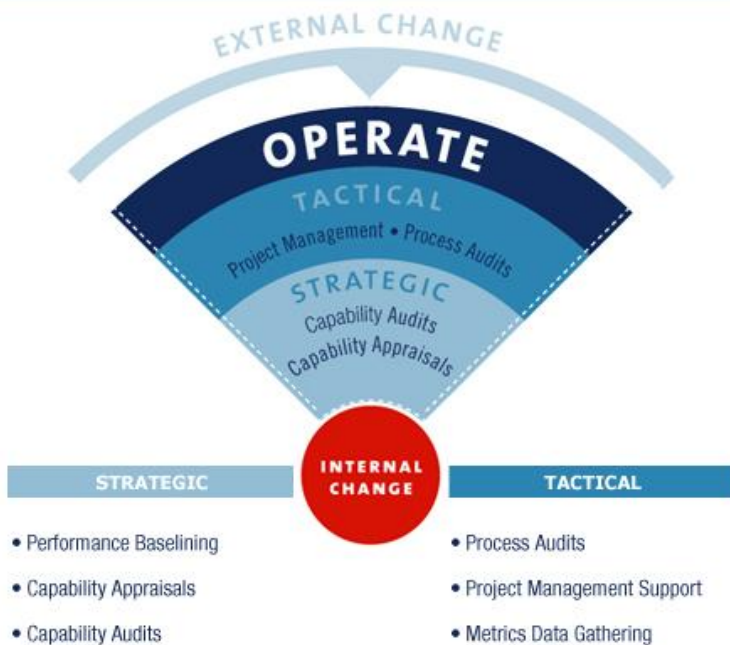 EXTERNAL CHANGE
OPERATE
TACTICAL
Project Management • Process Audits
STRATEGIC
Capability Audits
Capability Appraisals
INTERNAL
CHANGE
STRATEGIC
• Performance Baselining
• Capability Appraisals
• Capability Audits
TACTICAL
• Process Audits
• Project Management Support
• Metrics Data Gathering